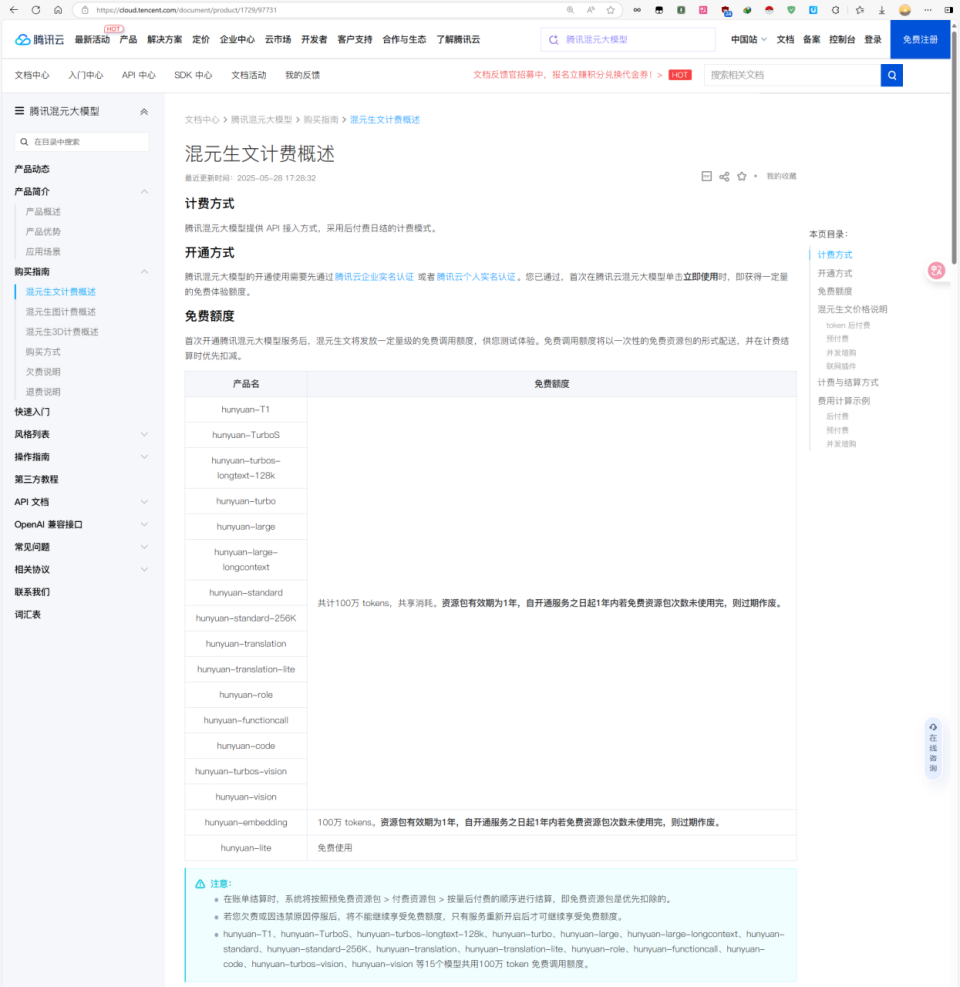 https://cloud.tencent.com/document/product/1729/97731
腾讯云
最新活动
HOT
产品
解决方案
定价
企业中心
云市场
开发者
客户支持
合作与生态
了解腾讯云
腾讯混元大模型
中国站
文档
备案
控制台
登录
免费注册
文档中心
入门中心
API 中心
SDK 中心
文档活动
我的反馈
文档反馈官招募中,报名立赚积分兑换代金券! >
HOT
搜索相关文档
腾讯混元大模型
在目录中搜索
产品动态
产品简介
产品概述
产品优势
应用场景
购买指南
混元生文计费概述
混元生图计费概述
混元生3D计费概述
购买方式
欠费说明
退费说明
快速入门
风格列表
操作指南
第三方教程
API 文档
OpenAI 兼容接口
常见问题
相关协议
联系我们
词汇表
文档中心 > 腾讯混元大模型 > 购买指南 > 混元生文计费概述
混元生文计费概述
最近更新时间:2025-05-28 17:28:32
我的收藏
计费方式
腾讯混元大模型提供 API 接入方式,采用后付费日结的计费模式。
开通方式
腾讯混元大模型的开通使用需要先通过 腾讯云企业实名认证 或者 腾讯云个人实名认证 。您已通过,首次在腾讯云混元大模型单击立即使用时,即获得一定量
的免费体验额度。
免费额度
首次开通腾讯混元大模型服务后,混元生文将发放一定量级的免费调用额度,供您测试体验。免费调用额度将以一次性的免费资源包的形式配送,并在计费结
算时优先扣减。
产品名
免费额度
hunyuan-T1
hunyuan-TurboS
hunyuan-turbos-
longtext-128k
hunyuan-turbo
hunyuan-large
hunyuan-large-
longcontext
hunyuan-standard
共计100万 tokens,共享消耗。资源包有效期为1年,自开通服务之日起1年内若免费资源包次数未使用完,则过期作废。
hunyuan-standard-256K
hunyuan-translation
hunyuan-translation-lite
hunyuan-role
hunyuan-functioncall
hunyuan-code
hunyuan-turbos-vision
hunyuan-vision
hunyuan-embedding
100万 tokens。资源包有效期为1年,自开通服务之日起1年内若免费资源包次数未使用完,则过期作废。
hunyuan-lite
免费使用
注意:
在账单结算时,系统将按照预免费资源包 > 付费资源包 > 按量后付费的顺序进行结算,即免费资源包是优先扣除的。
若您欠费或因违禁原因停服后,将不能继续享受免费额度,只有服务重新开启后才可继续享受免费额度。
hunyuan-T1、hunyuan-TurboS、hunyuan-turbos-longtext-128k、hunyuan-turbo、hunyuan-large、hunyuan-large-longcontext、hunyuan-
standard、hunyuan-standard-256K、hunyuan-translation、hunyuan-translation-lite、hunyuan-role、hunyuan-functioncall、hunyuan-
code、hunyuan-turbos-vision、hunyuan-vision 等15个模型共用100万 token 免费调用额度。
本页目录:
计费方式
开通方式
免费额度
混元生文价格说明
token 后付费
预付费
并发增购
联网插件
计费与结算方式
费用计算示例
后付费
预付费
并发增购
在线咨询